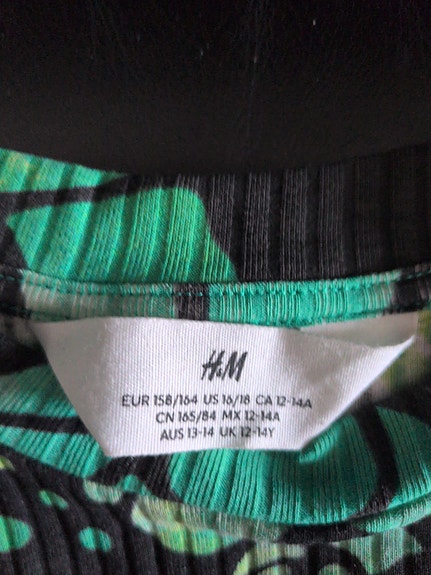 H&M
EUR 158/164 US 16/18 CA 12-14A
CN 165/84 MX 12-14A
AUS 13-14 UK 12-14Y